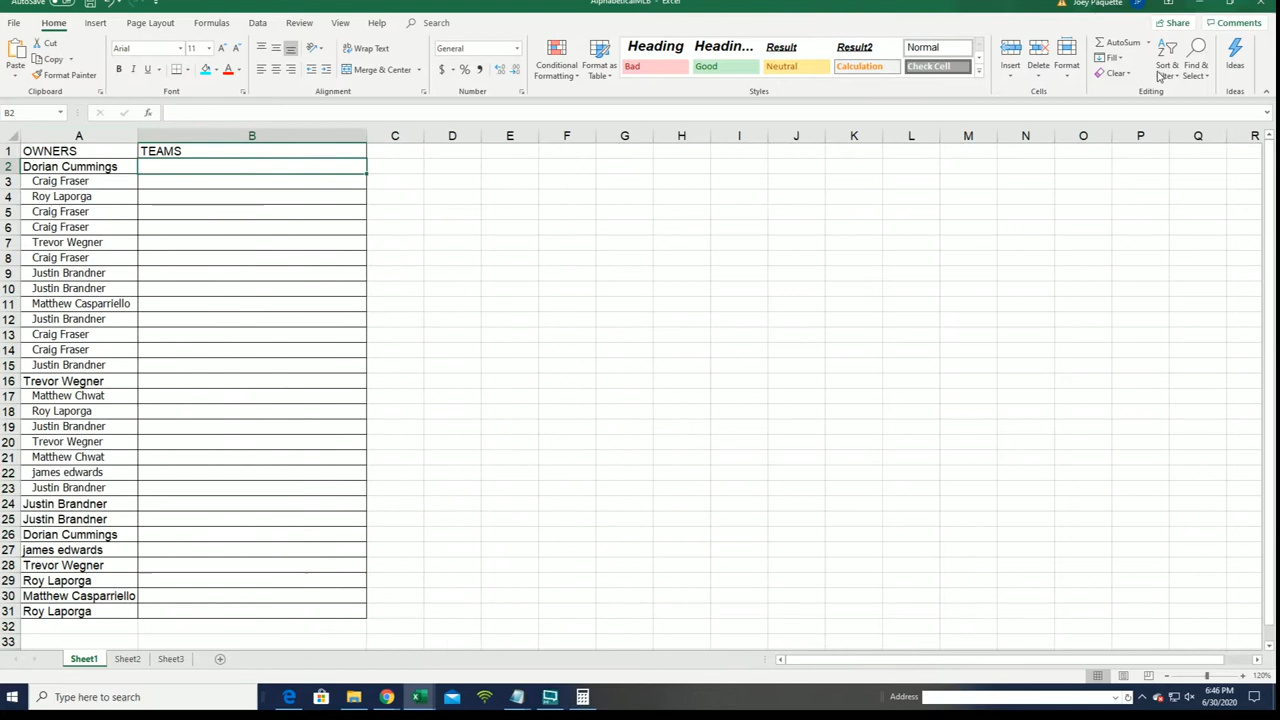 AutoSave
AlphabeticalMLB - Excel
Joey Paquette JP
File Home Insert Page Layout Formulas Data Review View Help Search Share Comments
Cut
Copy
Format Painter
Paste
Clipboard
Arial 11
B I U
Font
Wrap Text
Merge & Center
Alignment
General
$ % ,
Number
Conditional Formatting
Format as Table
Heading Headin... Result Result2 Normal
Bad Good Neutral Calculation Check Cell
Styles
Insert Delete Format
Cells
AutoSum
Fill
Clear
Sort & Filter
Find & Select
Editing
Ideas
Ideas
B2 fx
A B C D E F G H I J K L M N O P Q R
1 OWNERS TEAMS
2 Dorian Cummings
3 Craig Fraser
4 Roy Laporga
5 Craig Fraser
6 Craig Fraser
7 Trevor Wegner
8 Craig Fraser
9 Justin Brandner
10 Justin Brandner
11 Matthew Casparriello
12 Justin Brandner
13 Craig Fraser
14 Craig Fraser
15 Justin Brandner
16 Trevor Wegner
17 Matthew Chwat
18 Roy Laporga
19 Justin Brandner
20 Trevor Wegner
21 Matthew Chwat
22 james edwards
23 Justin Brandner
24 Justin Brandner
25 Justin Brandner
26 Dorian Cummings
27 james edwards
28 Trevor Wegner
29 Roy Laporga
30 Matthew Casparriello
31 Roy Laporga
32
33
Sheet1 Sheet2 Sheet3
120%
Type here to search
Address
6:46 PM
6/30/2020